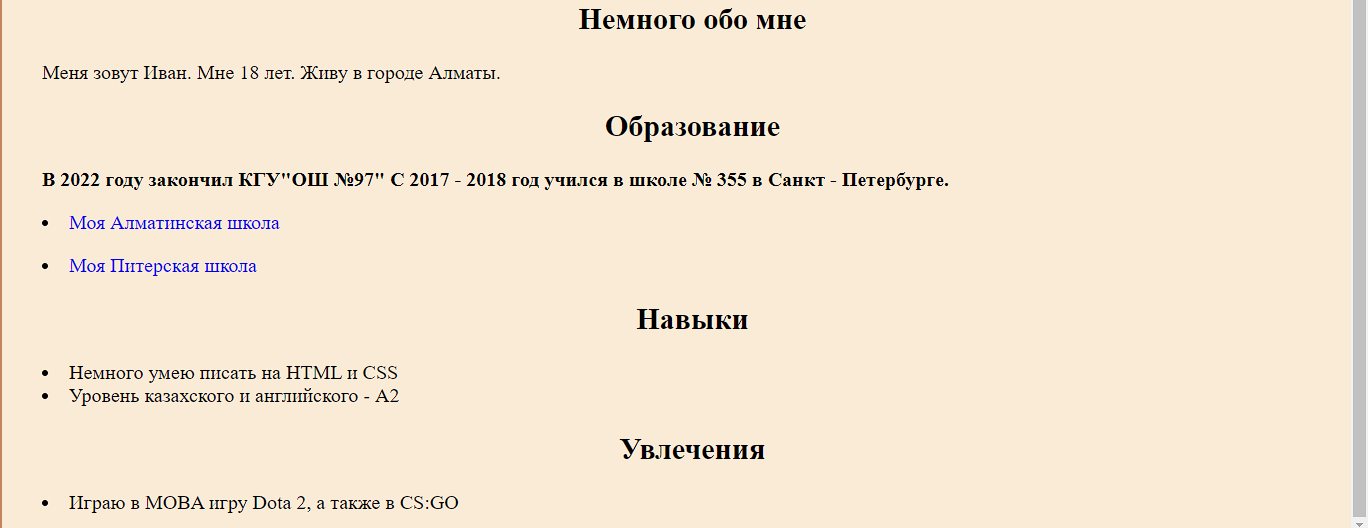 Немного обо мне
Меня зовут Иван. Мне 18 лет. Живу в городе Алматы.
Образование
В 2022 году закончил КГУ"ОШ №97" С 2017 - 2018 год учился в школе № 355 в Санкт - Петербурге.
• Моя Алматинская школа
• Моя Питерская школа
Навыки
• Немного умею писать на HTML и CSS
• Уровень казахского и английского - А2
Увлечения
• Играю в MOBA игру Dota 2, а также в CS:GO